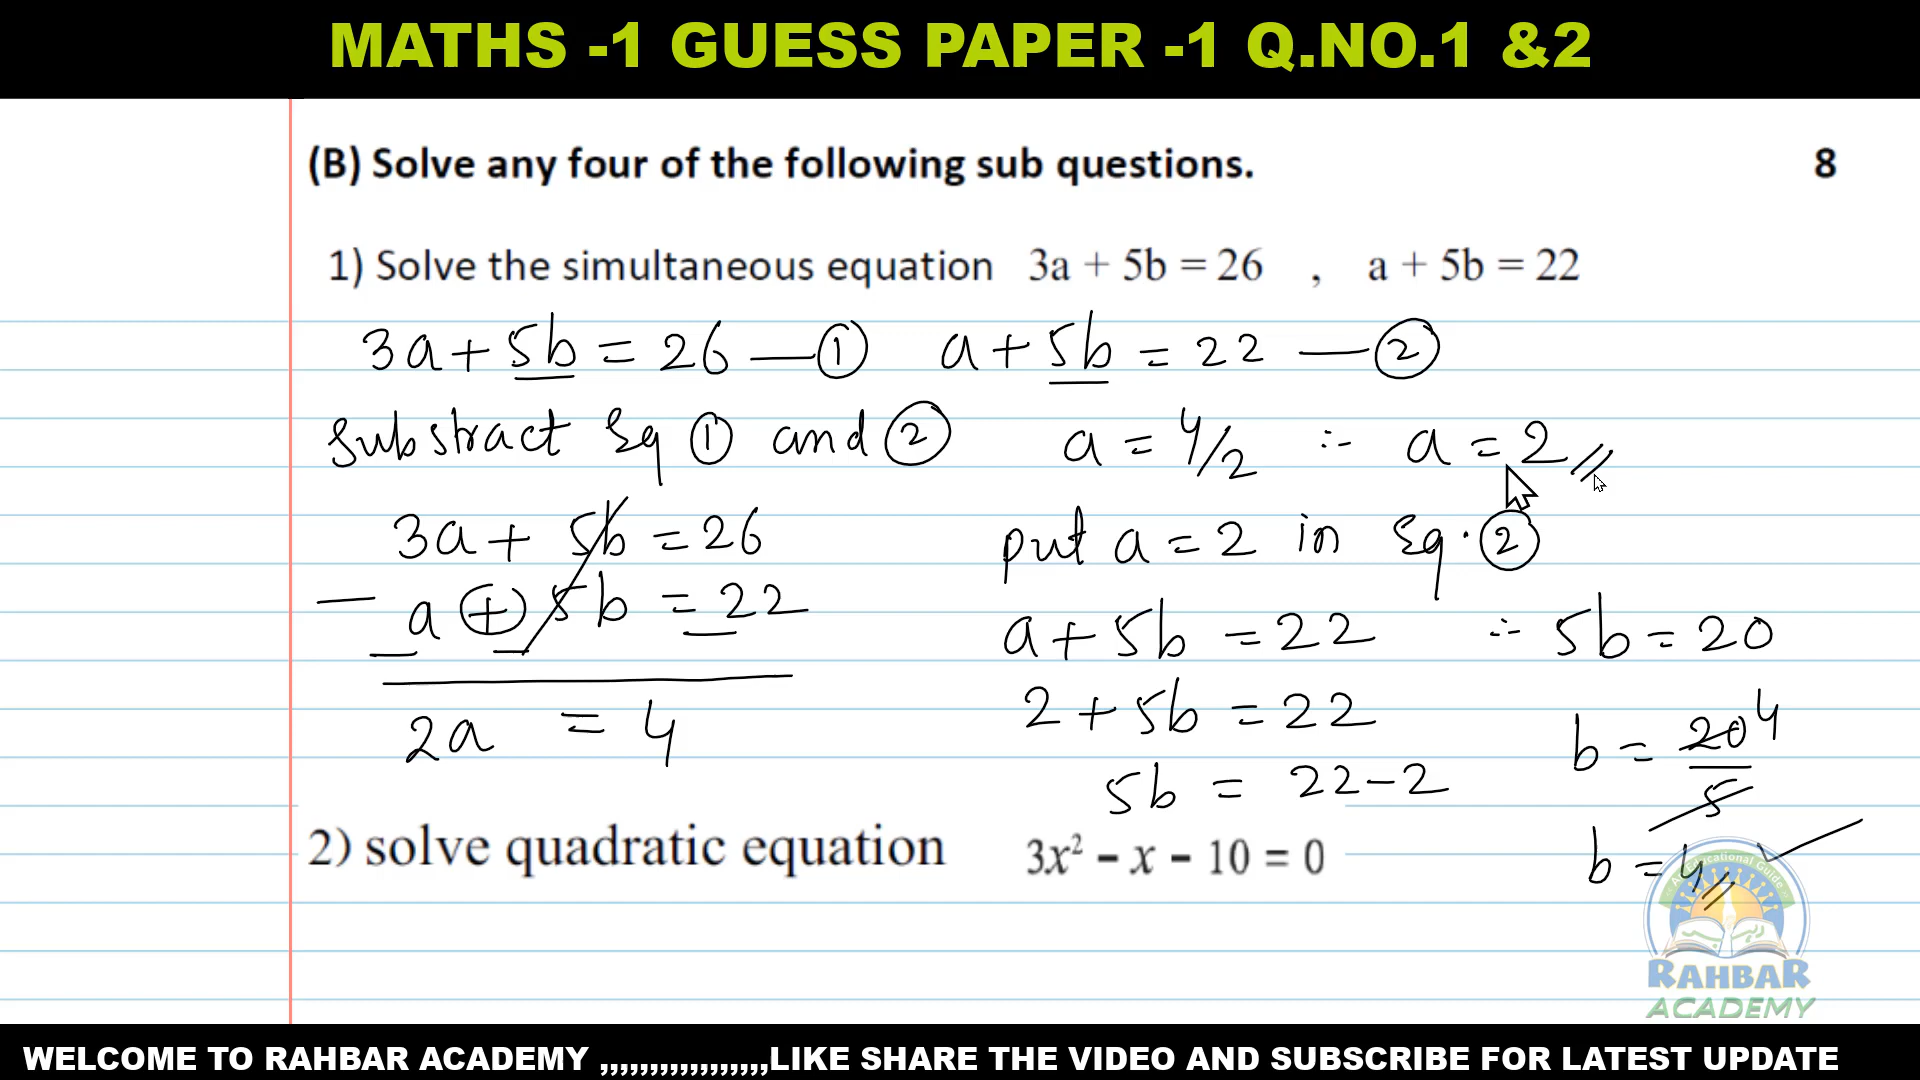 MATHS -1 GUESS PAPER -1 Q.NO.1 &2
(B) Solve any four of the following sub questions. 8
1) Solve the simultaneous equation 3a + 5b = 26 , a + 5b = 22
3a + 5b = 26 — ① a + 5b = 22 — ②
Substract Eq ① and ② a = 4/2 ∴ a = 2 //
3a + 5b = 26
— a + 5b = 22
2a = 4
put a = 2 in Eq. ②
a + 5b = 22
2 + 5b = 22
5b = 22 - 2
∴ 5b = 20
b = 20/5 4
b = 4 //
2) solve quadratic equation 3x² - x - 10 = 0
RAHBAR
ACADEMY
WELCOME TO RAHBAR ACADEMY ,,,,,,,,,,,,,,,,,LIKE SHARE THE VIDEO AND SUBSCRIBE FOR LATEST UPDATE